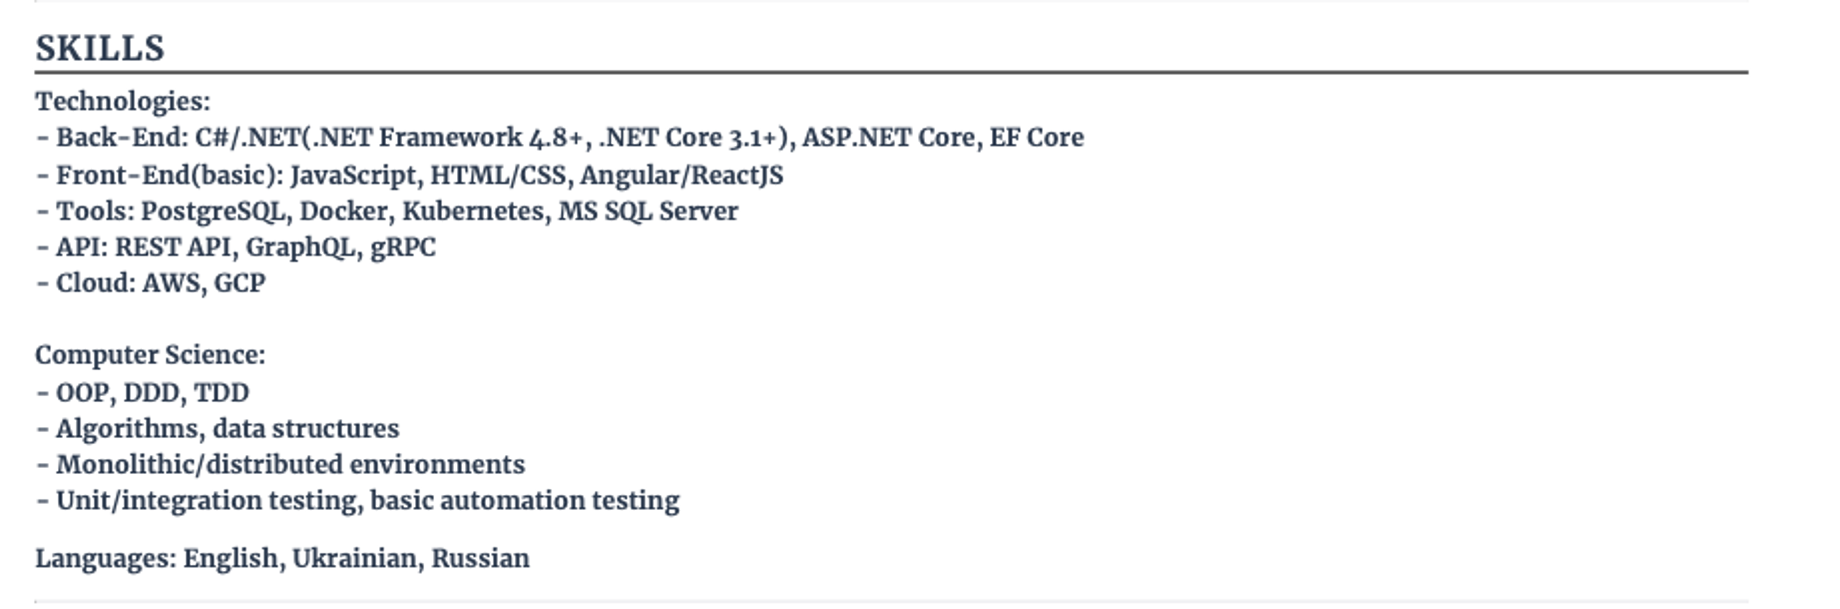 SKILLS
Technologies:
- Back-End: C#/.NET(.NET Framework 4.8+, .NET Core 3.1+), ASP.NET Core, EF Core
- Front-End(basic): JavaScript, HTML/CSS, Angular/ReactJS
- Tools: PostgreSQL, Docker, Kubernetes, MS SQL Server
- API: REST API, GraphQL, gRPC
- Cloud: AWS, GCP
Computer Science:
- OOP, DDD, TDD
- Algorithms, data structures
- Monolithic/distributed environments
- Unit/integration testing, basic automation testing
Languages: English, Ukrainian, Russian